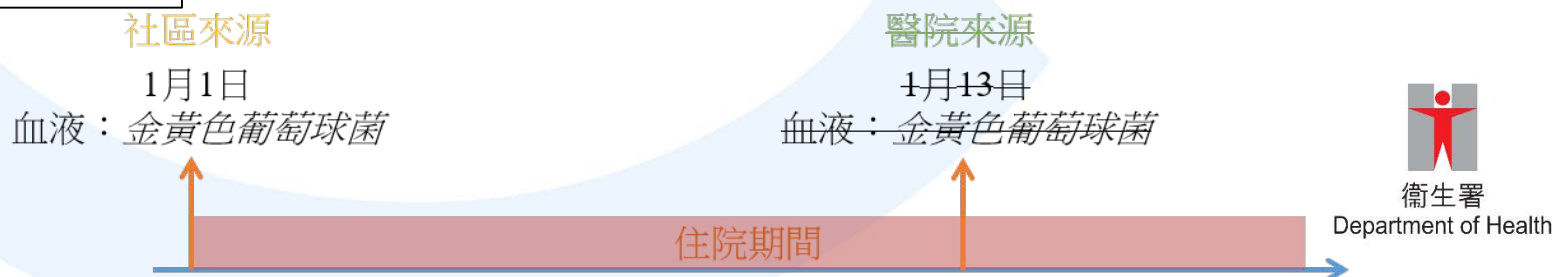 社區來源
1月1日
血液：金黃色葡萄球菌
醫院來源
1月13日
血液：金黃色葡萄球菌
住院期間
衞生署
Department of Health